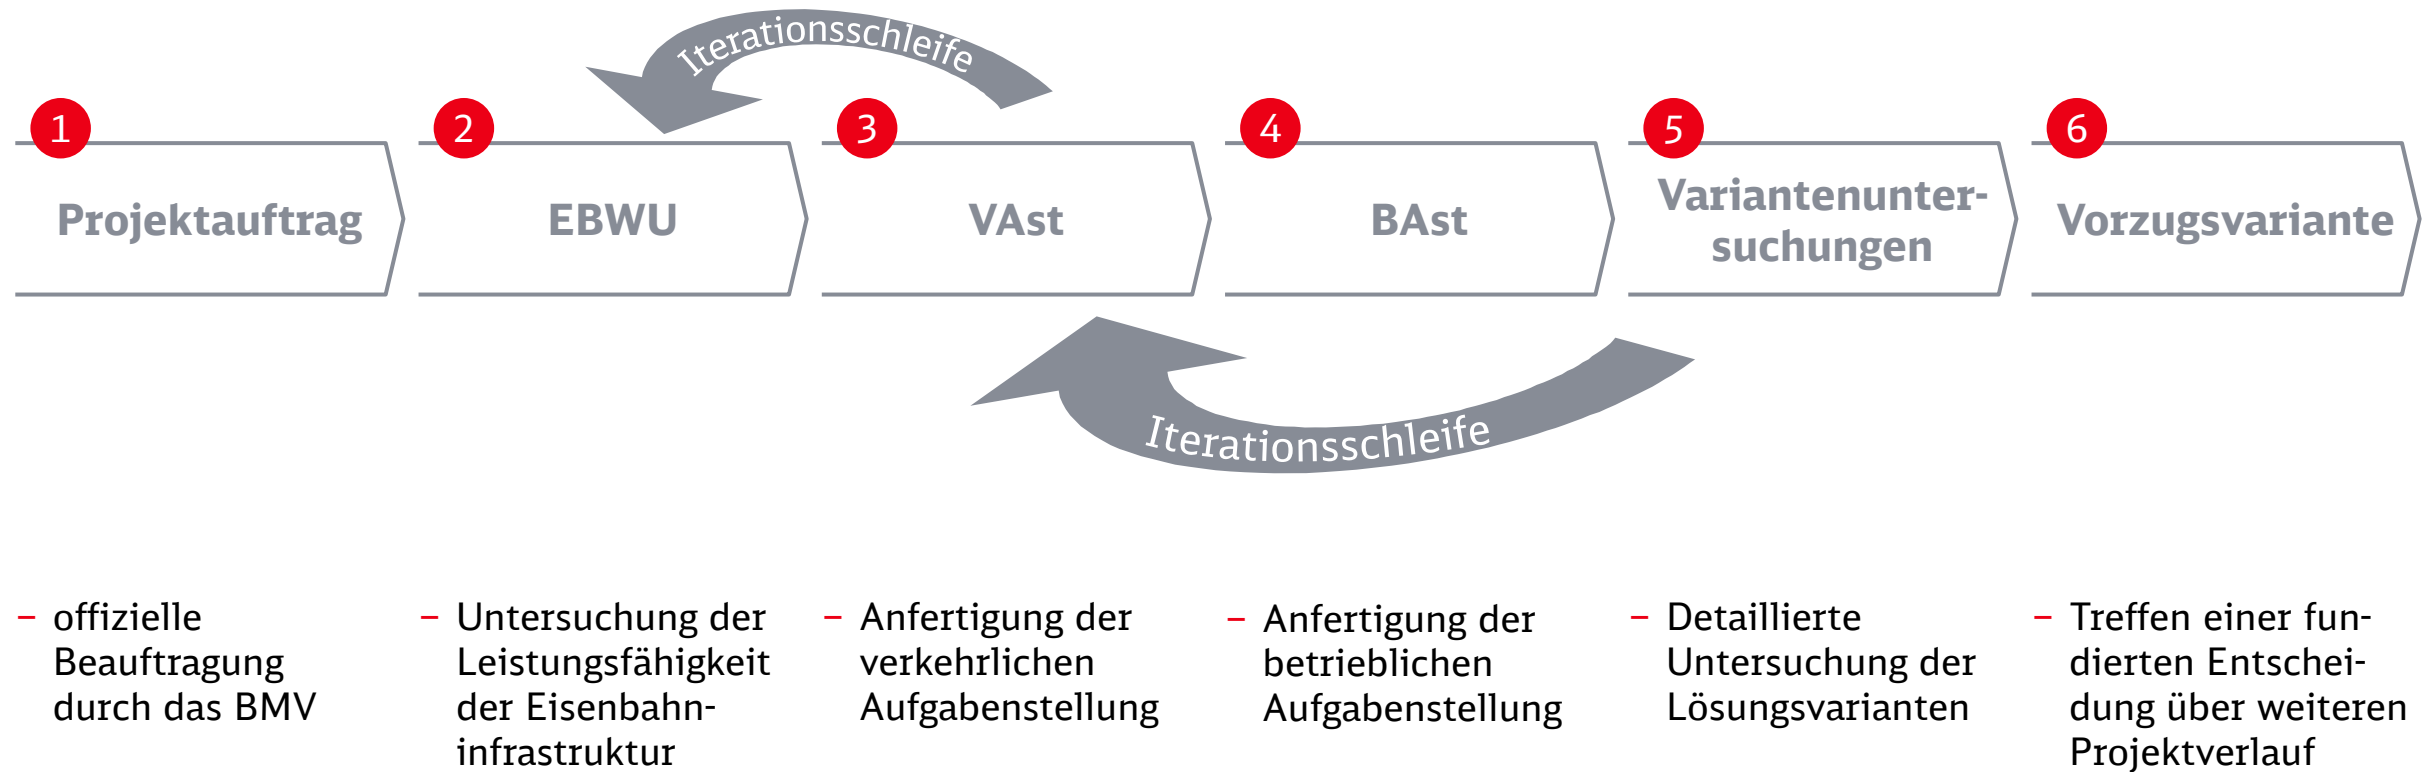 Iterationsschleife
1
Projektauftrag
2
EBWU
3
VAst
4
BAst
5
Variantenunter-
suchungen
6
Vorzugsvariante
Iterationsschleife
– offizielle
Beauftragung
durch das BMV
– Untersuchung der
Leistungsfähigkeit
der Eisenbahn-
infrastruktur
– Anfertigung der
verkehrlichen
Aufgabenstellung
– Anfertigung der
betrieblichen
Aufgabenstellung
– Detaillierte
Untersuchung der
Lösungsvarianten
– Treffen einer fun-
dierten Entschei-
dung über weiteren
Projektverlauf